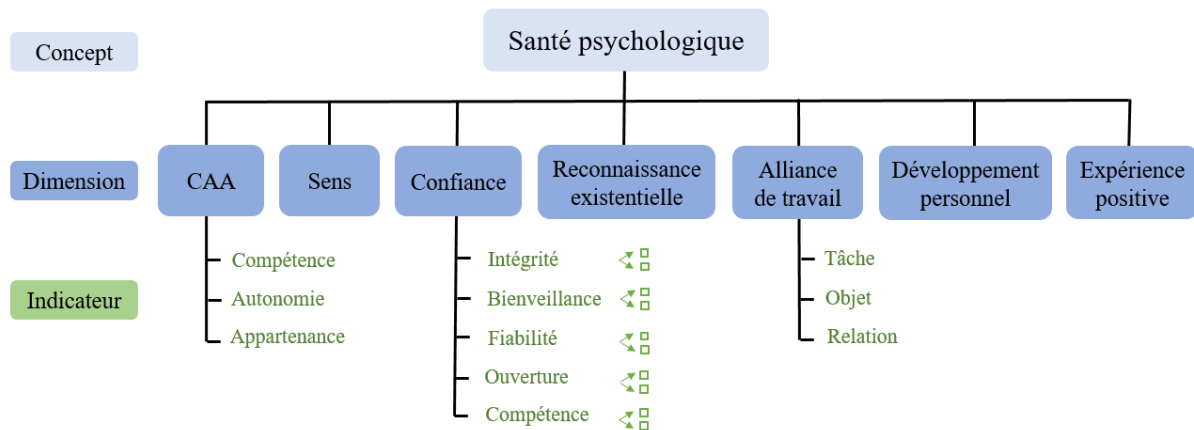 Concept
Santé psychologique
Dimension
CAA
Sens
Confiance
Reconnaissance
existentielle
Alliance
de travail
Développement
personnel
Expérience
positive
Indicateur
Compétence
Autonomie
Appartenance
Intégrité
Bienveillance
Fiabilité
Ouverture
Compétence
Tâche
Objet
Relation